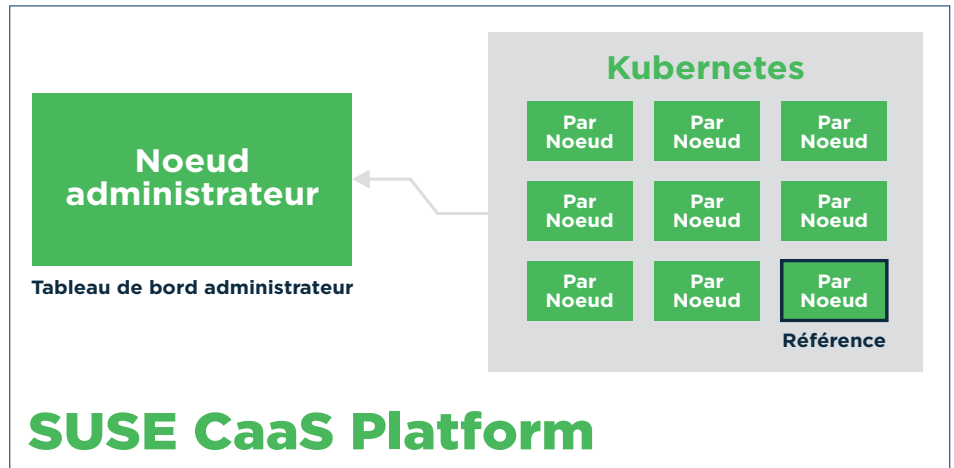 Kubernetes
Noeud
administrateur
Tableau de bord administrateur
Par
Noeud
Par
Noeud
Par
Noeud
Par
Noeud
Par
Noeud
Par
Noeud
Par
Noeud
Par
Noeud
Par
Noeud
Référence
SUSE CaaS Platform